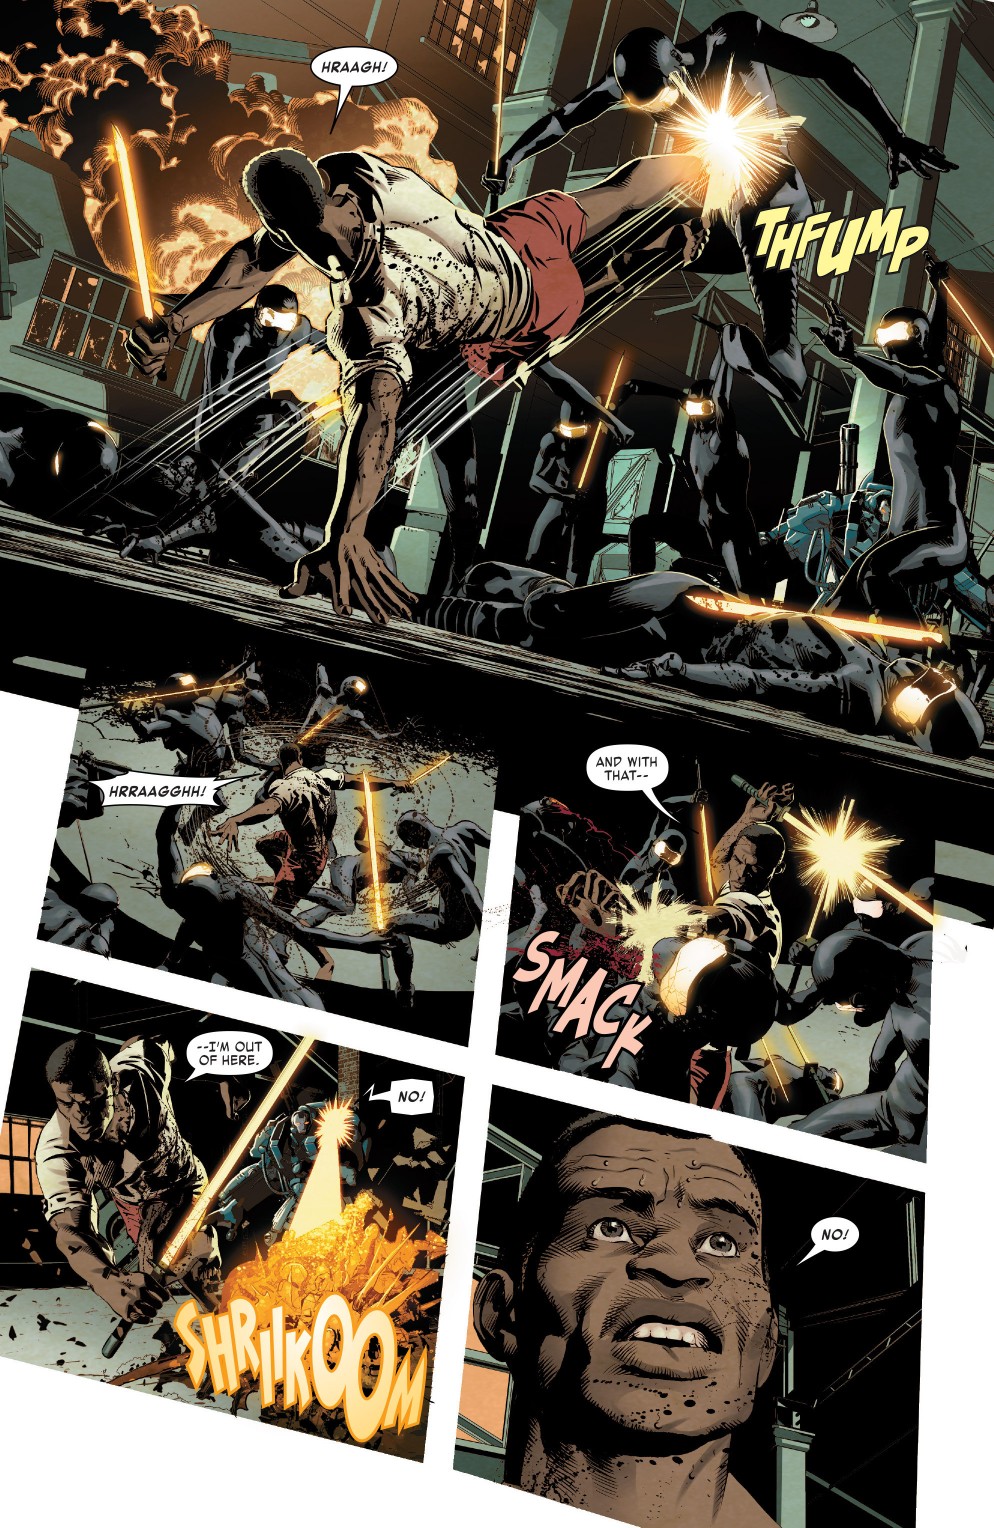 HRAAGH!
THFUMP
HRRAAGGHH!
AND WITH
THAT--
SMACK
--I'M OUT
OF HERE.
NO!
SHRIIKOOM
NO!